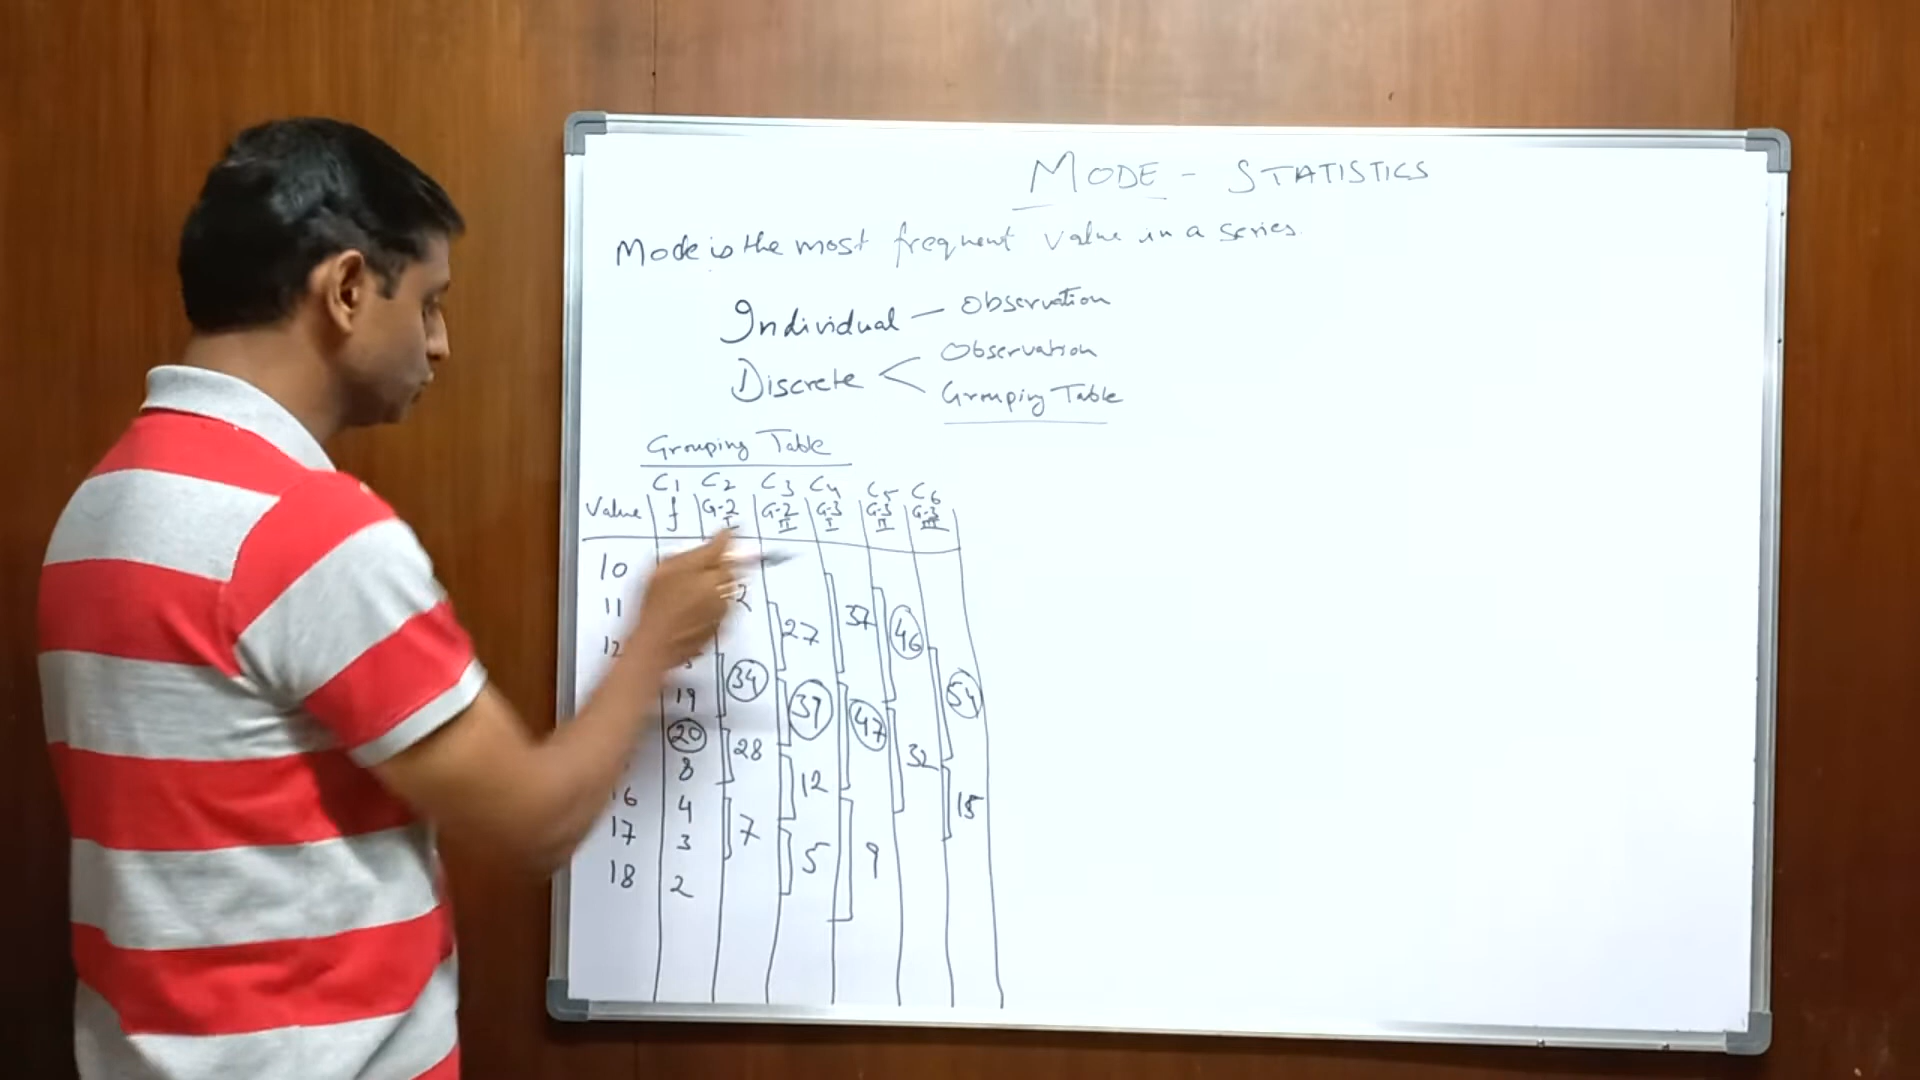 MODE - STATISTICS
Mode is the most frequent value in a series.
Individual - Observation
Discrete < Observation
Grouping Table
Grouping Table
C1 C2 C3 C4 C5 C6
Value f G-2 I G-2 II G-3 I G-3 II G-3 III
10
11
12 27 37 46
34
19 39 47 54
20 28
8 12 32
16 4 15
17 3 7 5 9
18 2